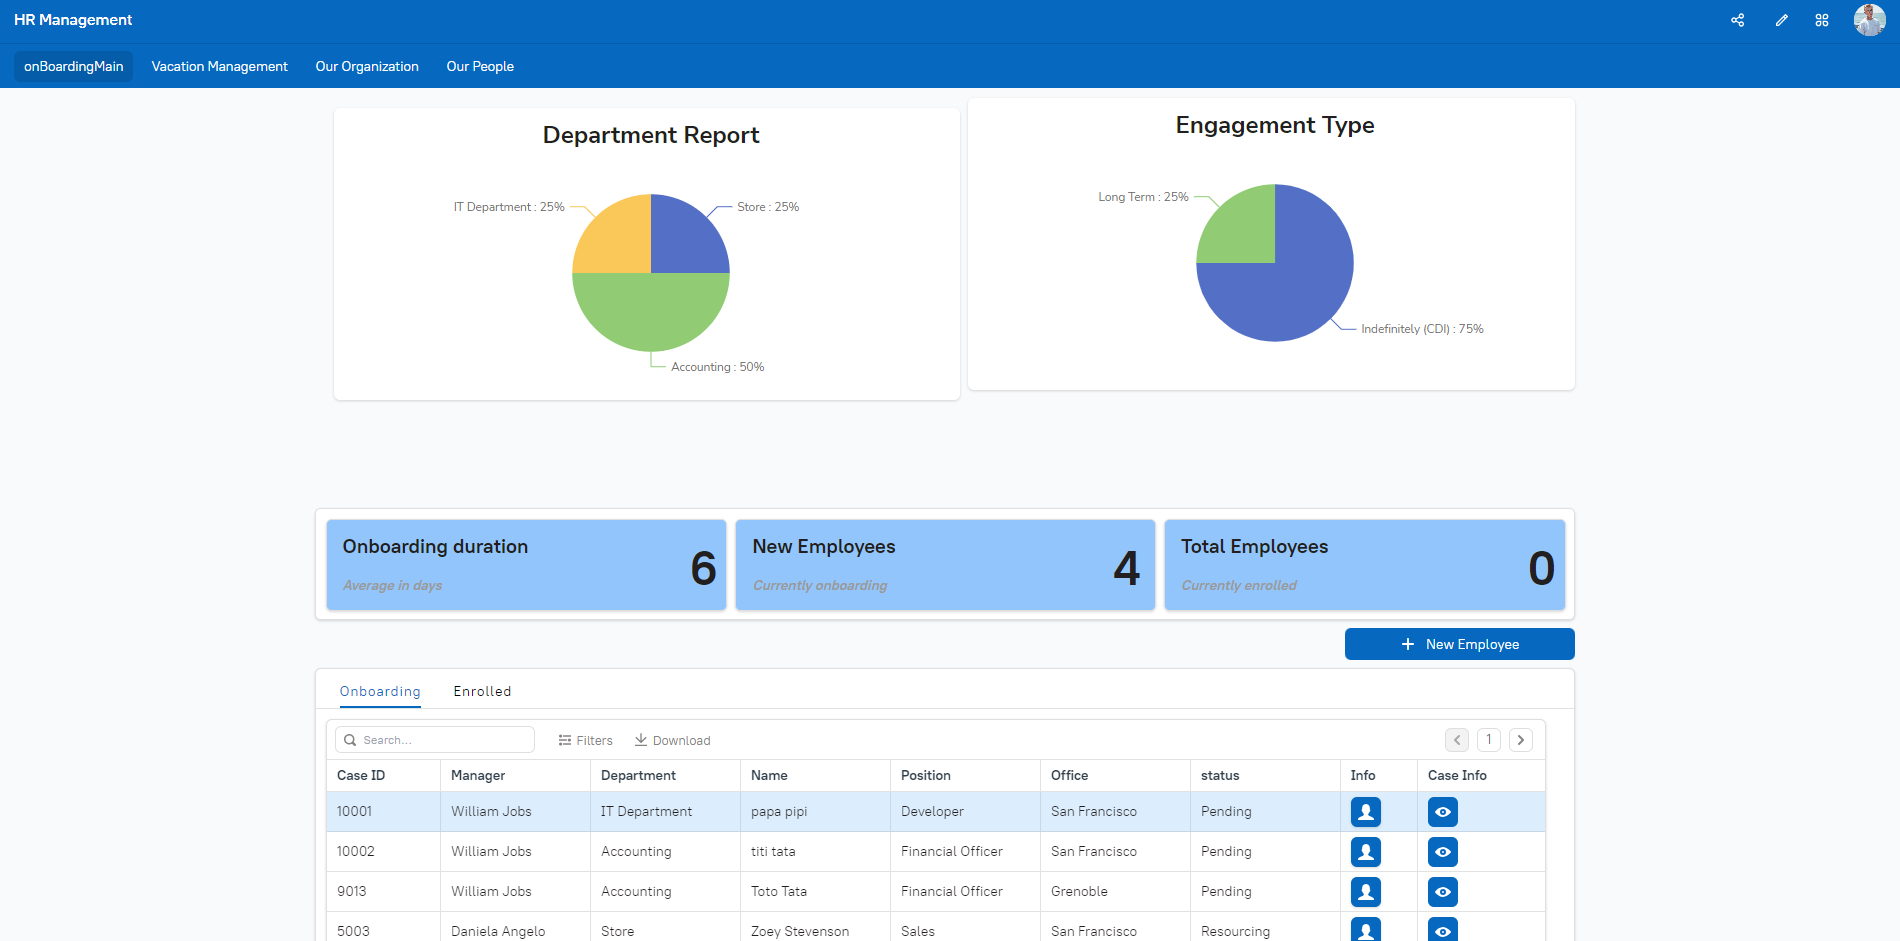 HR Management
onBoardingMain Vacation Management Our Organization Our People
Department Report
IT Department : 25%
Store : 25%
Accounting : 50%
Engagement Type
Long Term : 25%
Indefinitely (CDI) : 75%
Onboarding duration
Average in days
6
New Employees
Currently onboarding
4
Total Employees
Currently enrolled
0
New Employee
Onboarding Enrolled
Search... Filters Download 1
Case ID Manager Department Name Position Office status Info Case Info
10001 William Jobs IT Department papa pipi Developer San Francisco Pending
10002 William Jobs Accounting titi tata Financial Officer San Francisco Pending
9013 William Jobs Accounting Toto Tata Financial Officer Grenoble Pending
5003 Daniela Angelo Store Zoey Stevenson Sales San Francisco Resourcing